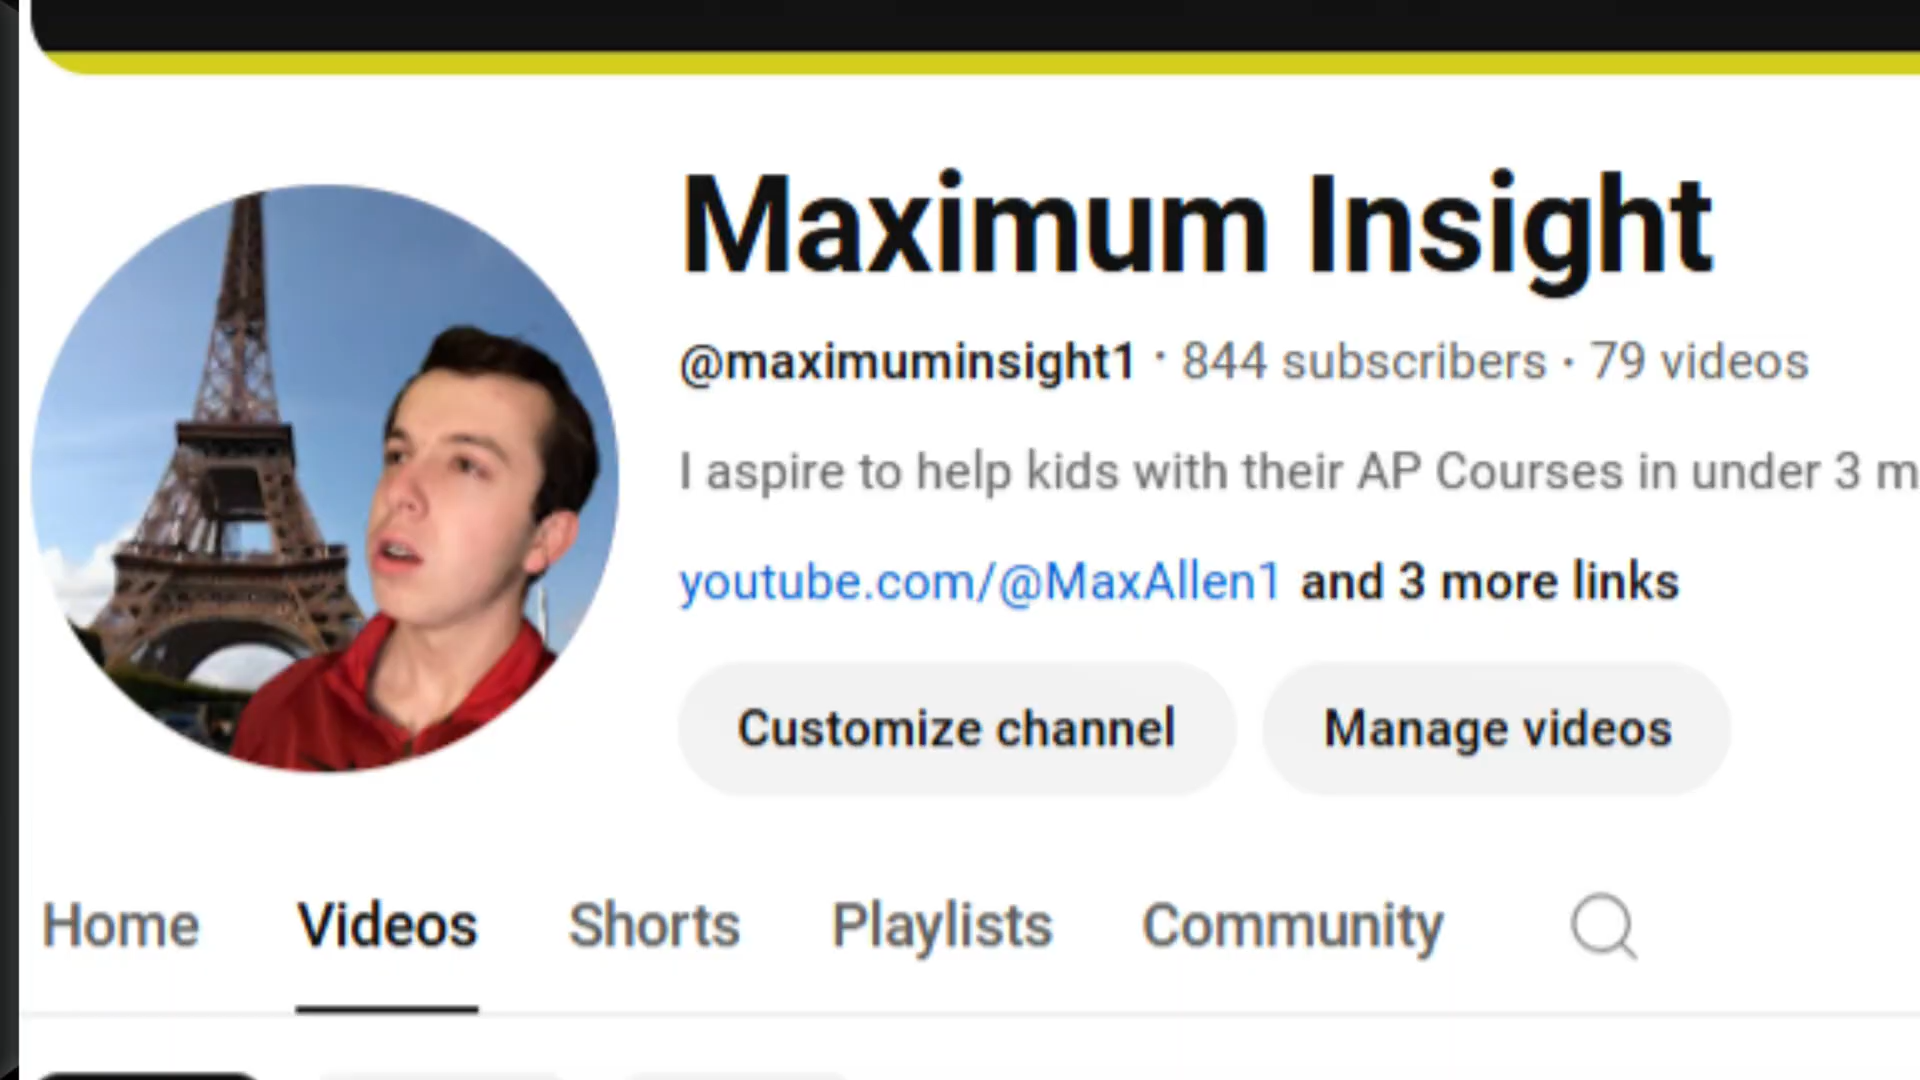 Maximum Insight
@maximuminsight1 · 844 subscribers · 79 videos
I aspire to help kids with their AP Courses in under 3 m
youtube.com/@MaxAllen1 and 3 more links
Customize channel Manage videos
Home Videos Shorts Playlists Community